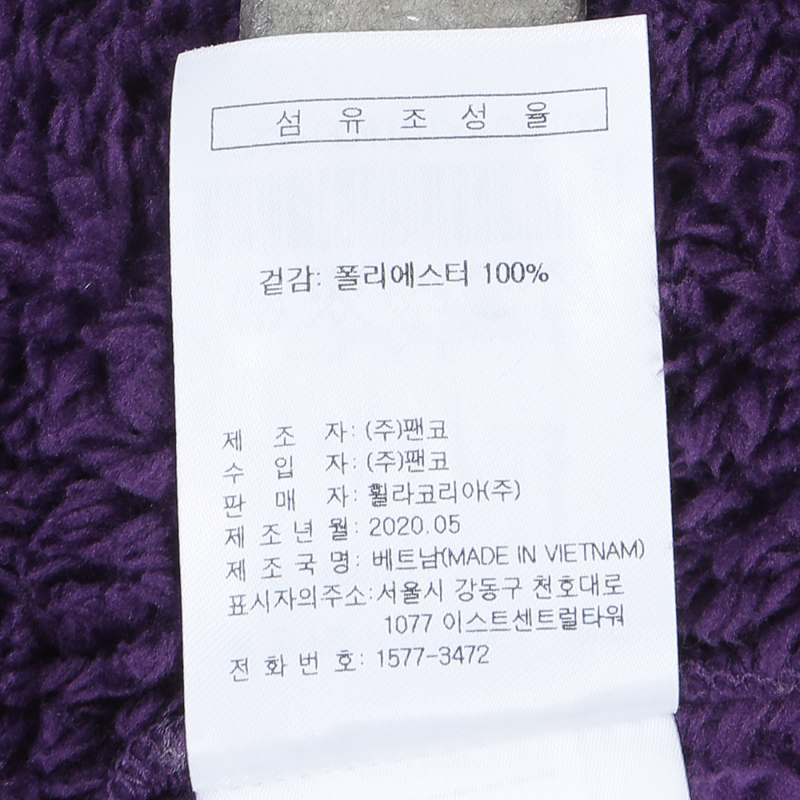 섬 유 조 성 율
겉감: 폴리에스터 100%
제 조 자: (주)팬코
수 입 자: (주)팬코
판 매 자: 휠라코리아(주)
제 조 년 월: 2020.05
제 조 국 명: 베트남(MADE IN VIETNAM)
표시자의주소:서울시 강동구 천호대로
1077 이스트센트럴타워
전 화 번 호: 1577-3472